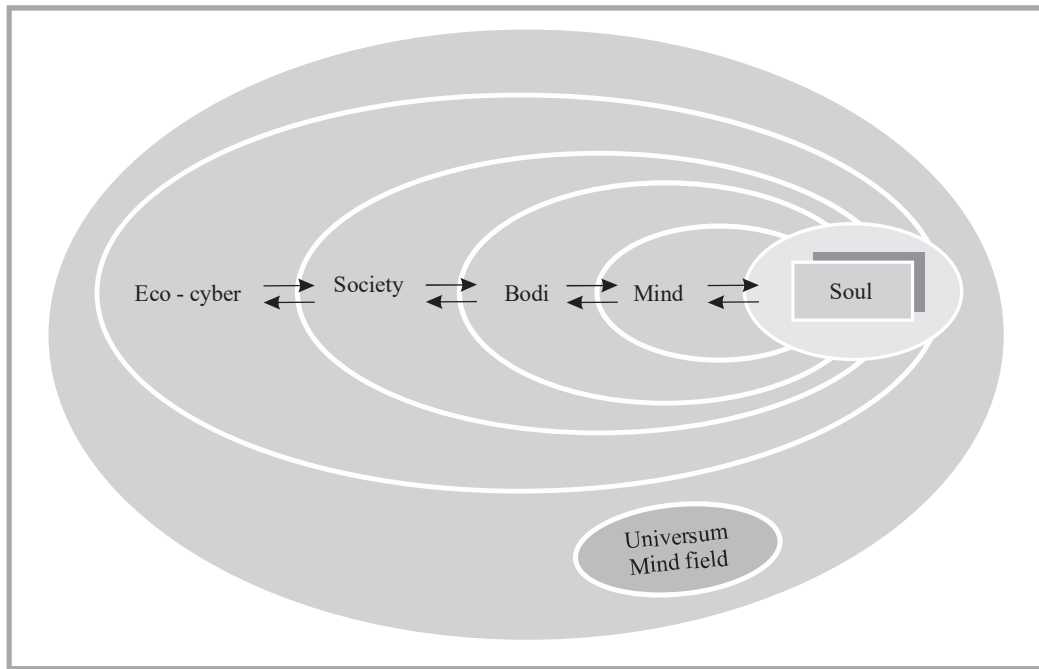 Eco - cyber
Society
Bodi
Mind
Soul
Universum
Mind field